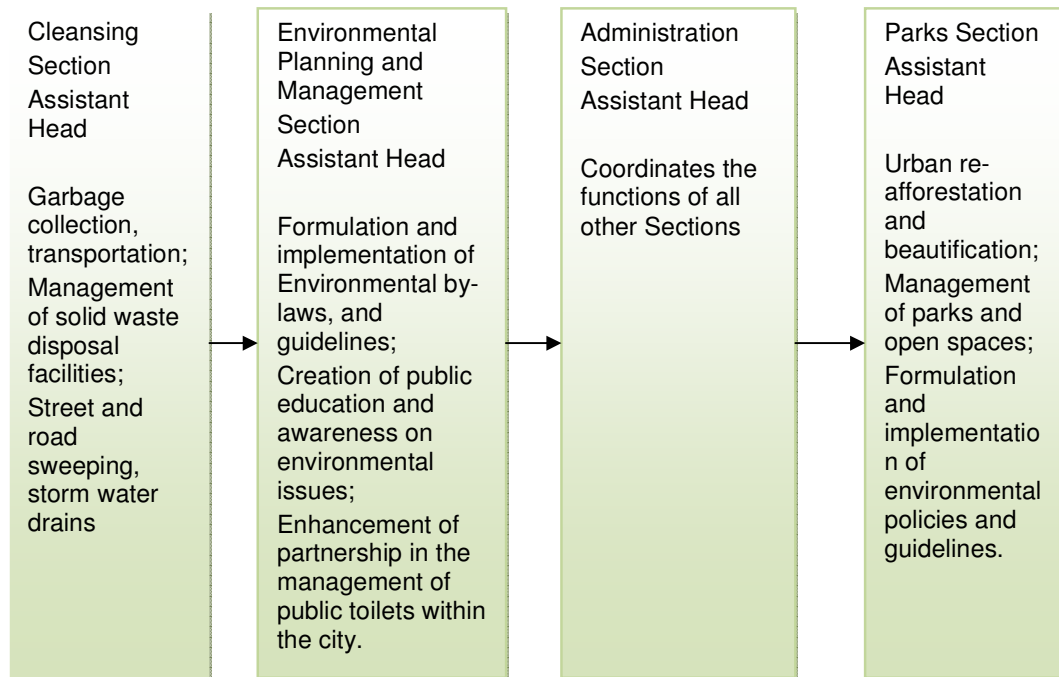 Cleansing
Section
Assistant
Head
Garbage
collection,
transportation;
Management
of solid waste
disposal
facilities;
Street and
road
sweeping,
storm water
drains
Environmental
Planning and
Management
Section
Assistant Head
Formulation and
implementation of
Environmental by-
laws, and
guidelines;
Creation of public
education and
awareness on
environmental
issues;
Enhancement of
partnership in the
management of
public toilets within
the city.
Administration
Section
Assistant Head
Coordinates the
functions of all
other Sections
Parks Section
Assistant
Head
Urban re-
afforestation
and
beautification;
Management
of parks and
open spaces;
Formulation
and
implementatio
n of
environmental
policies and
guidelines.